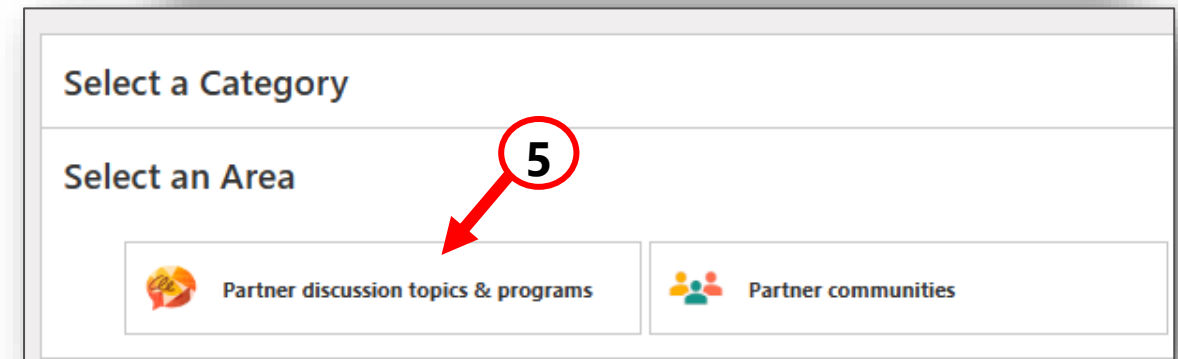 Select a Category
Select an Area
5
Partner discussion topics & programs
Partner communities